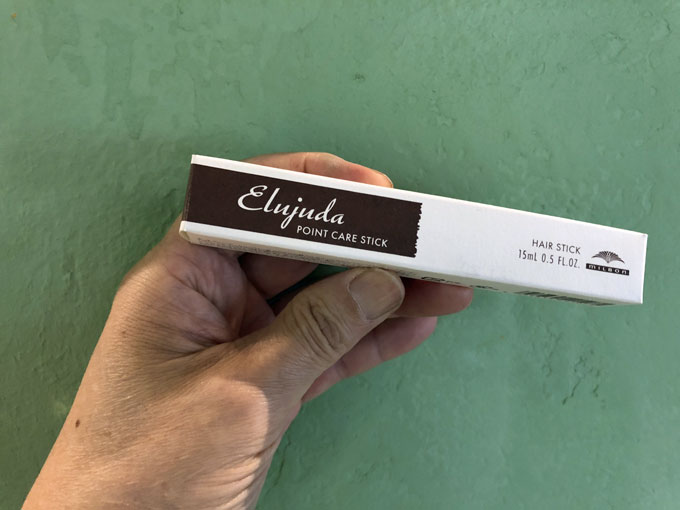 Elujuda
POINT CARE STICK
HAIR STICK
15mL 0.5 FL.OZ.
MILBON